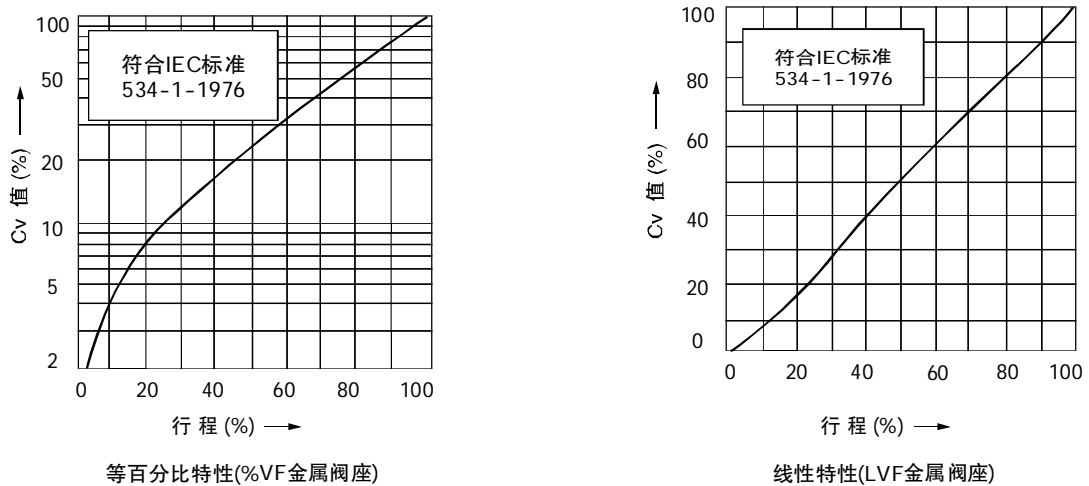 100
50
20
10
5
2
Cv 值 (%)
符合IEC标准
534-1-1976
0 20 40 60 80 100
行 程 (%)
等百分比特性(%VF金属阀座)
100
80
60
40
20
0
Cv 值 (%)
符合IEC标准
534-1-1976
0 20 40 60 80 100
行 程 (%)
线性特性(LVF金属阀座)